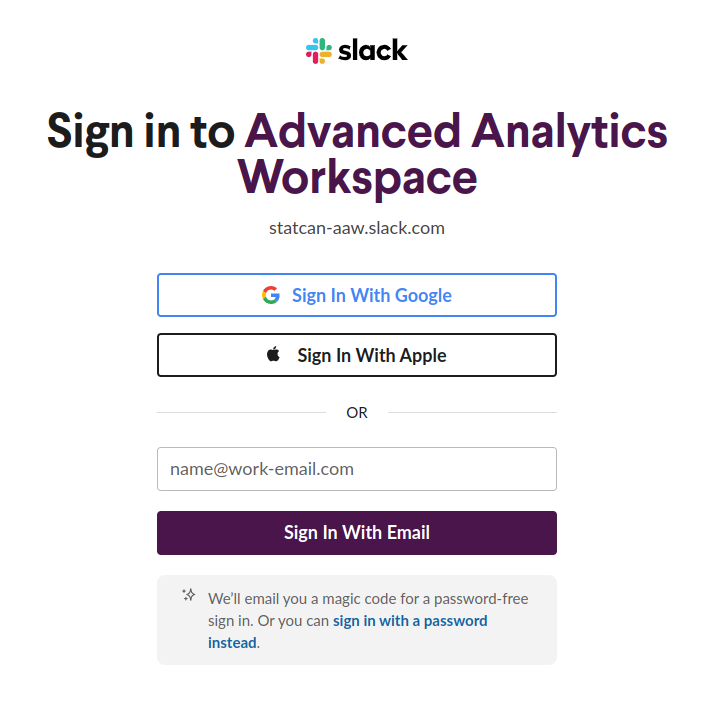 slack
Sign in to Advanced Analytics
Workspace
statcan-aaw.slack.com
Sign In With Google
Sign In With Apple
OR
name@work-email.com
Sign In With Email
We’ll email you a magic code for a password-free
sign in. Or you can sign in with a password
instead.